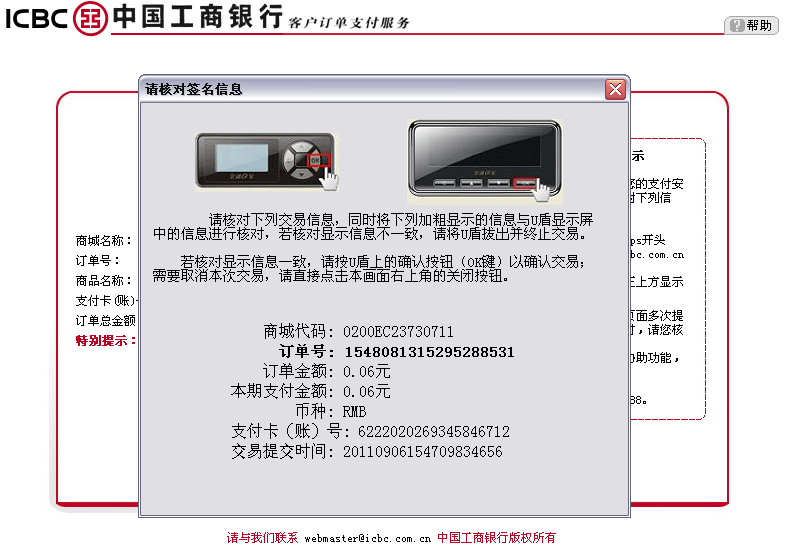 ICBC 中国工商银行 客户订单支付服务
帮助
请核对签名信息
OK
金融@家
金融@家
请核对下列交易信息，同时将下列加粗显示的信息与U盾显示屏
中的信息进行核对，若核对显示信息不一致，请将U盾拔出并终止交易。
若核对显示信息一致，请按U盾上的确认按钮（OK键）以确认交易；
需要取消本次交易，请直接点击本画面右上角的关闭按钮。
商城代码: 0200EC23730711
订单号: 1548081315295288531
订单金额: 0.06元
本期支付金额: 0.06元
币种: RMB
支付卡（账）号: 6222020269345846712
交易提交时间: 20110906154709834656
商城名称：
订单号：
商品名称：
支付卡(账)
订单总金额
特别提示：
示
您的支付安
对下列信
ps开头
bc.com.cn
上方显示
页面多次提
时，请您核
协助功能，
88。
请与我们联系 webmaster@icbc.com.cn 中国工商银行版权所有